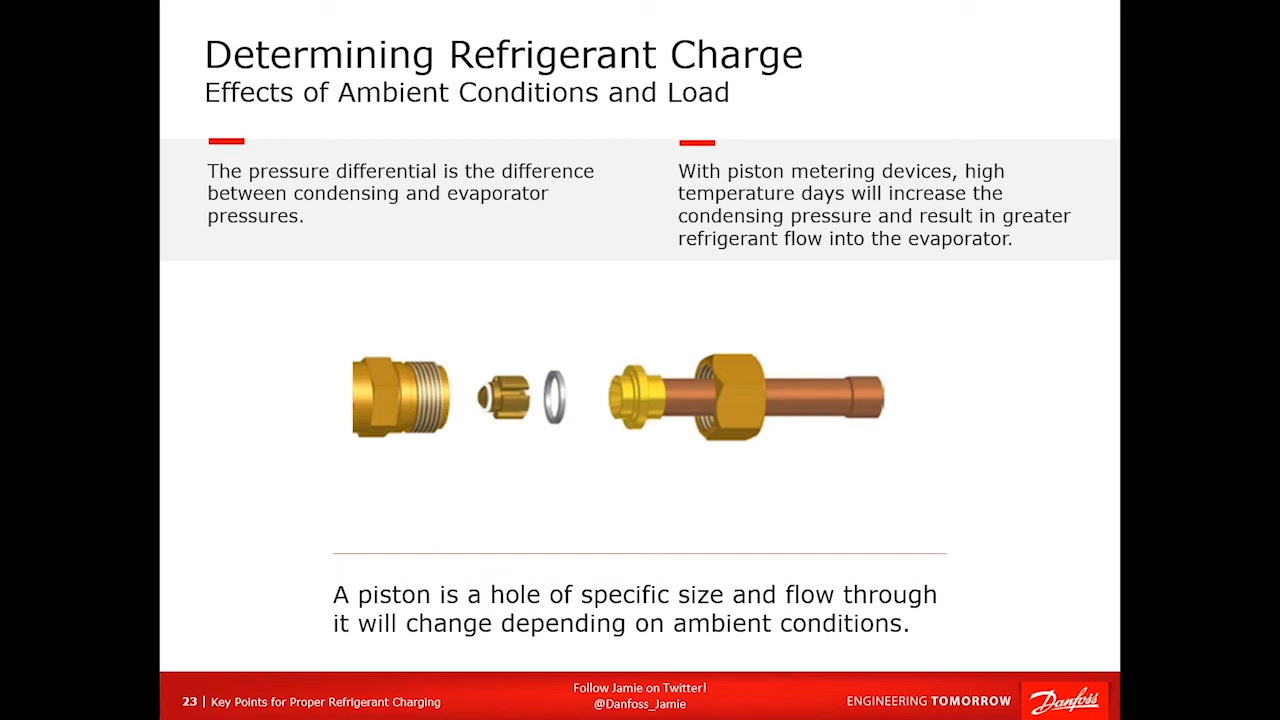 Determining Refrigerant Charge
Effects of Ambient Conditions and Load
The pressure differential is the difference
between condensing and evaporator
pressures.
With piston metering devices, high
temperature days will increase the
condensing pressure and result in greater
refrigerant flow into the evaporator.
A piston is a hole of specific size and flow through
it will change depending on ambient conditions.
23 | Key Points for Proper Refrigerant Charging
Follow Jamie on Twitter!
@Danfoss_Jamie
ENGINEERING TOMORROW
Danfoss